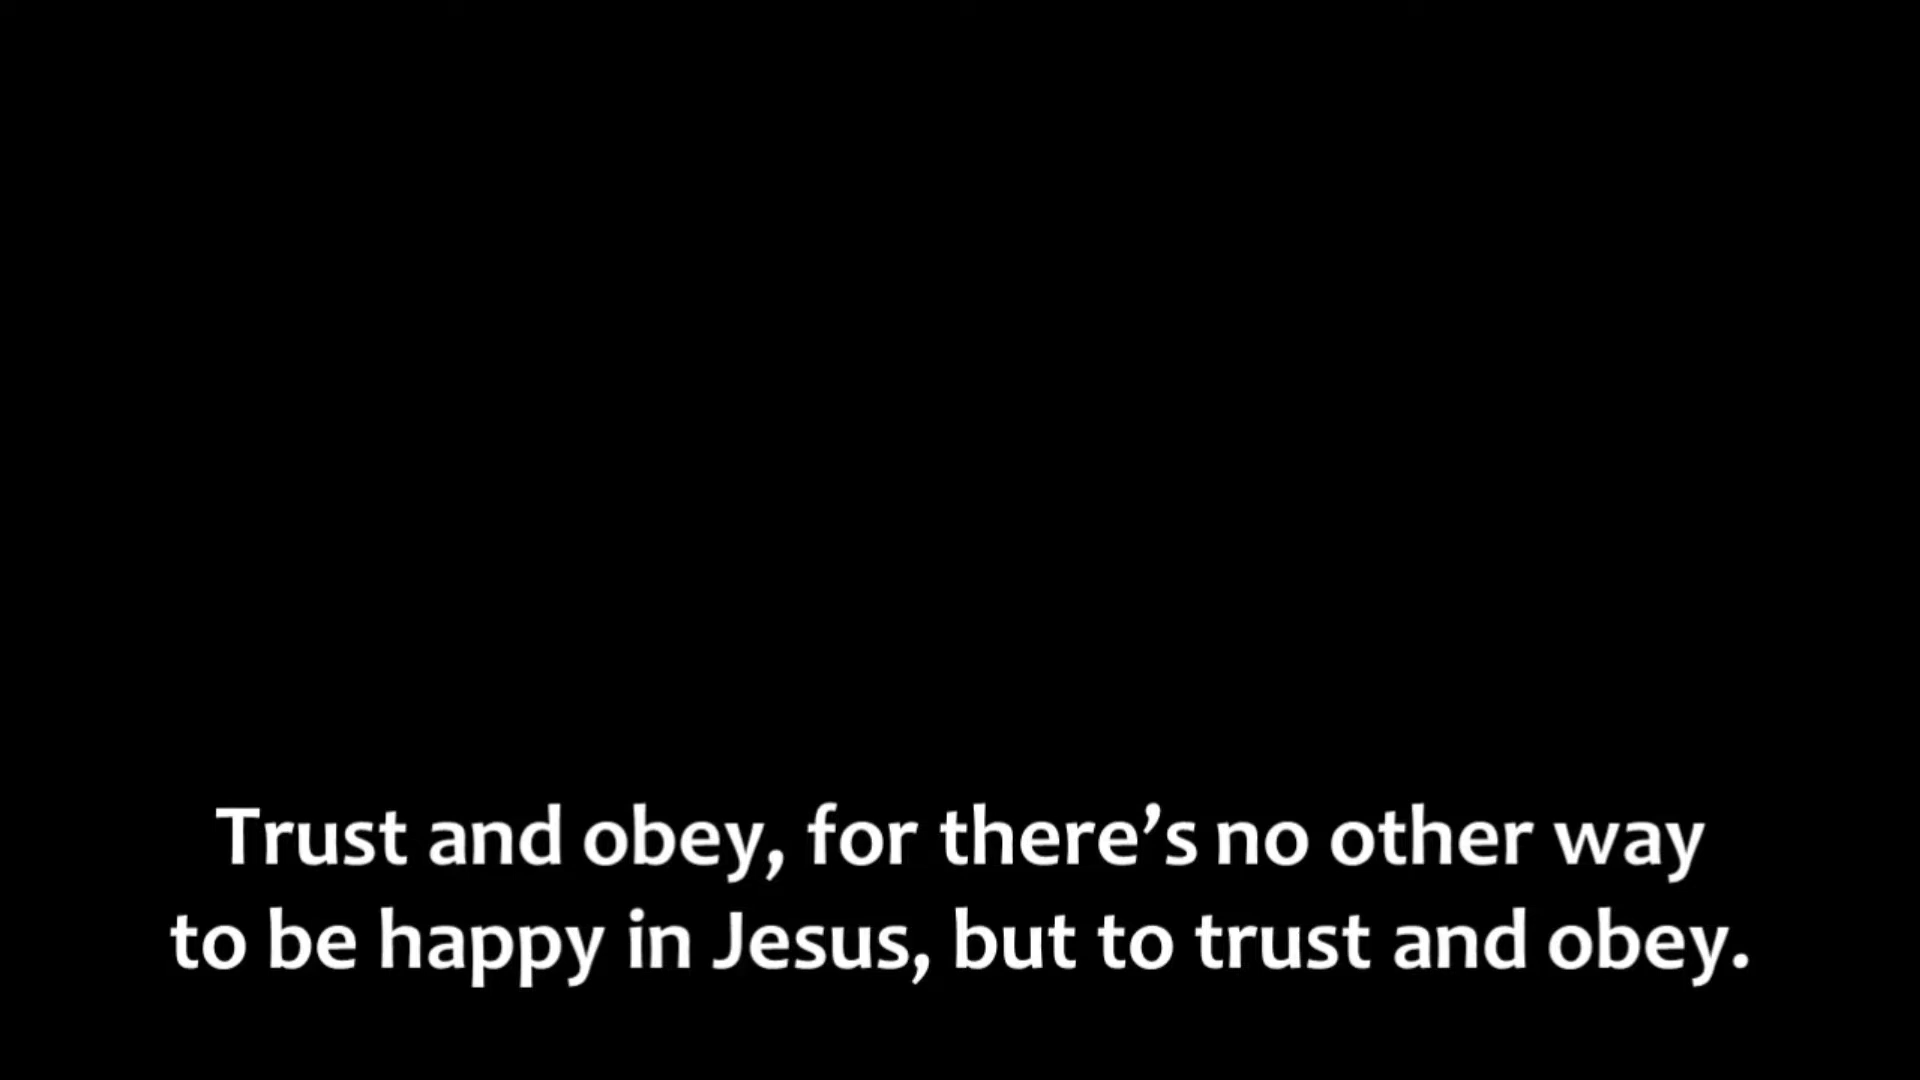 Trust and obey, for there’s no other way
to be happy in Jesus, but to trust and obey.